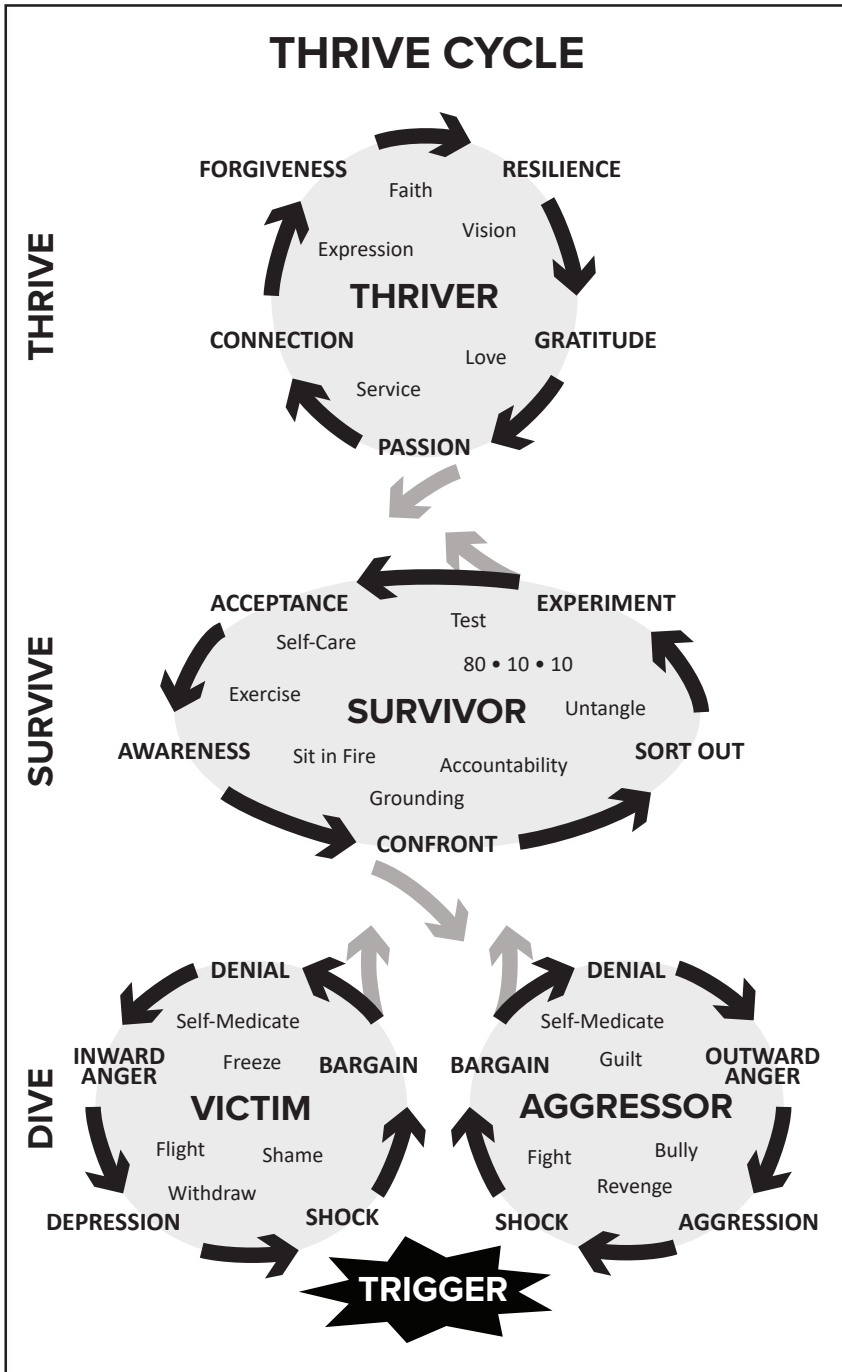 THRIVE CYCLE
THRIVE
FORGIVENESS
RESILIENCE
Faith
Vision
Expression
THRIVER
CONNECTION
GRATITUDE
Love
Service
PASSION
SURVIVE
ACCEPTANCE
EXPERIMENT
Test
Self-Care
80 • 10 • 10
Exercise
SURVIVOR
Untangle
AWARENESS
Sit in Fire
Accountability
SORT OUT
Grounding
CONFRONT
DIVE
DENIAL
Self-Medicate
INWARD
ANGER
Freeze
BARGAIN
VICTIM
Flight
Shame
Withdraw
DEPRESSION
SHOCK
DENIAL
Self-Medicate
BARGAIN
Guilt
OUTWARD
ANGER
AGGRESSOR
Fight
Bully
Revenge
SHOCK
AGGRESSION
TRIGGER